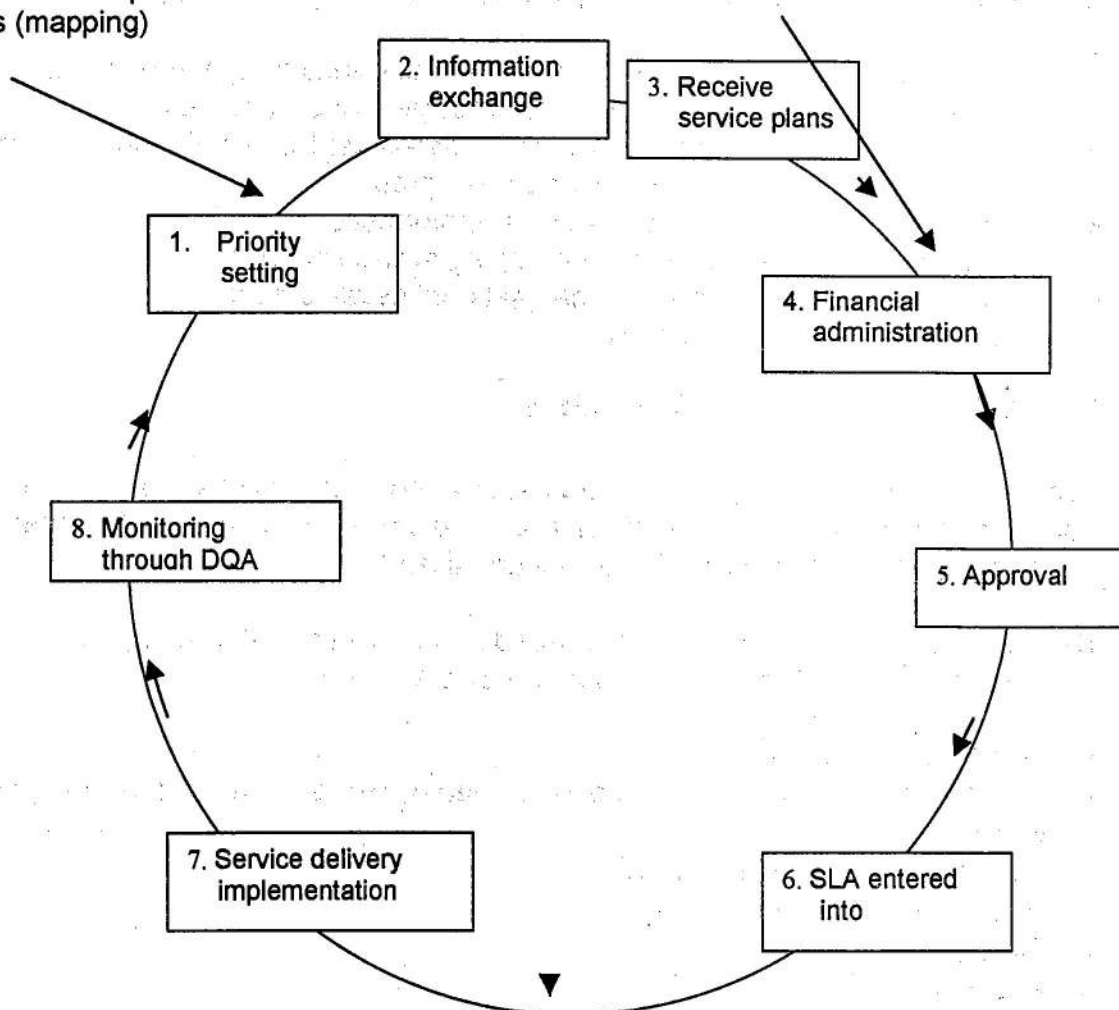 s (mapping)
2. Information
exchange
3. Receive
service plans
1. Priority
setting
4. Financial
administration
8. Monitoring
through DQA
5. Approval
7. Service delivery
implementation
6. SLA entered
into